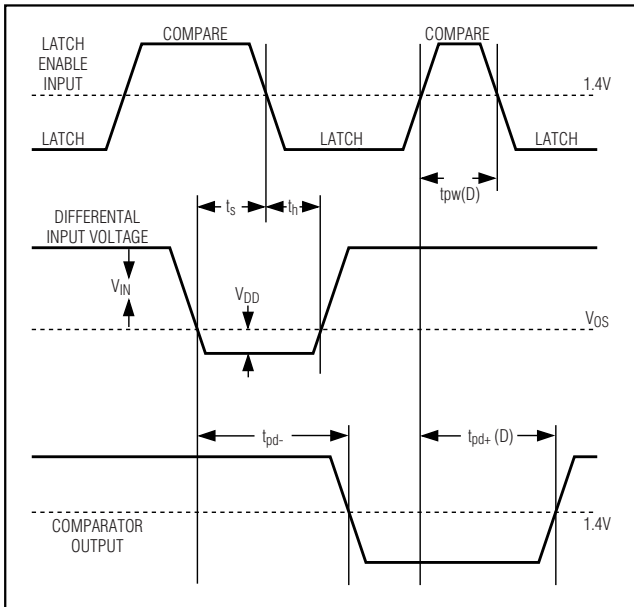 COMPARE
COMPARE
LATCH
ENABLE
INPUT
1.4V
LATCH
LATCH
LATCH
tpw(D)
ts
th
DIFFERENTAL
INPUT VOLTAGE
VIN
VDD
VOS
tpd-
tpd+ (D)
1.4V
COMPARATOR
OUTPUT